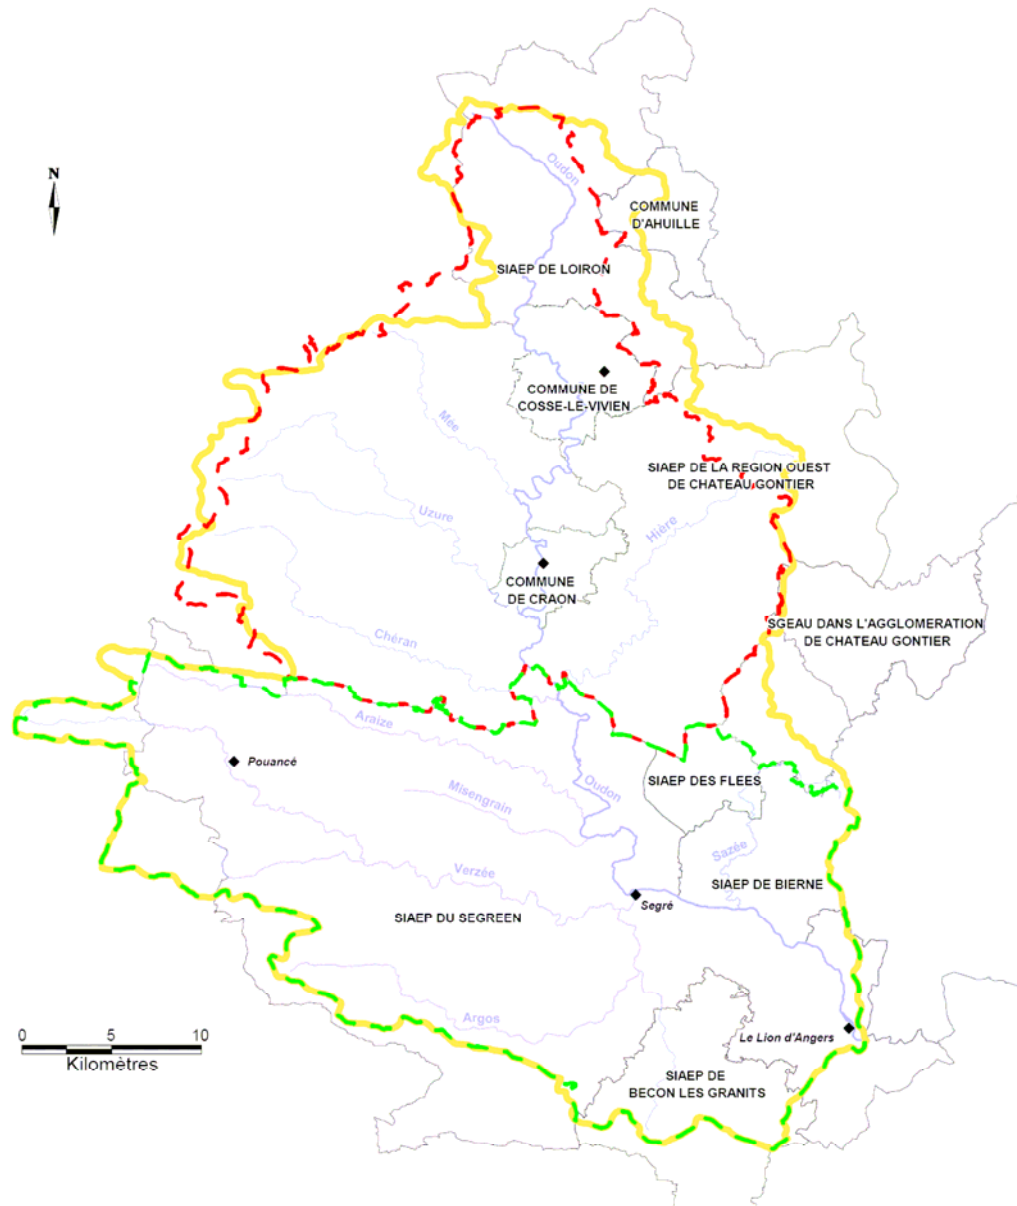 N
Oudon
COMMUNE
D'AHUILLE
SIAEP DE LOIRON
COMMUNE DE
COSSE-LE-VIVIEN
Mée
SIAEP DE LA REGION OUEST
DE CHATEAU GONTIER
Uzure
Hière
COMMUNE
DE CRAON
SGEAU DANS L'AGGLOMERATION
DE CHATEAU GONTIER
Chéran
Araize
Pouancé
Oudon
SIAEP DES FLEES
Misengrain
Sazée
Verzée
SIAEP DE BIERNE
Segré
SIAEP DU SEGREEN
Argos
Le Lion d'Angers
0 5 10
Kilomètres
SIAEP DE
BECON LES GRANITS